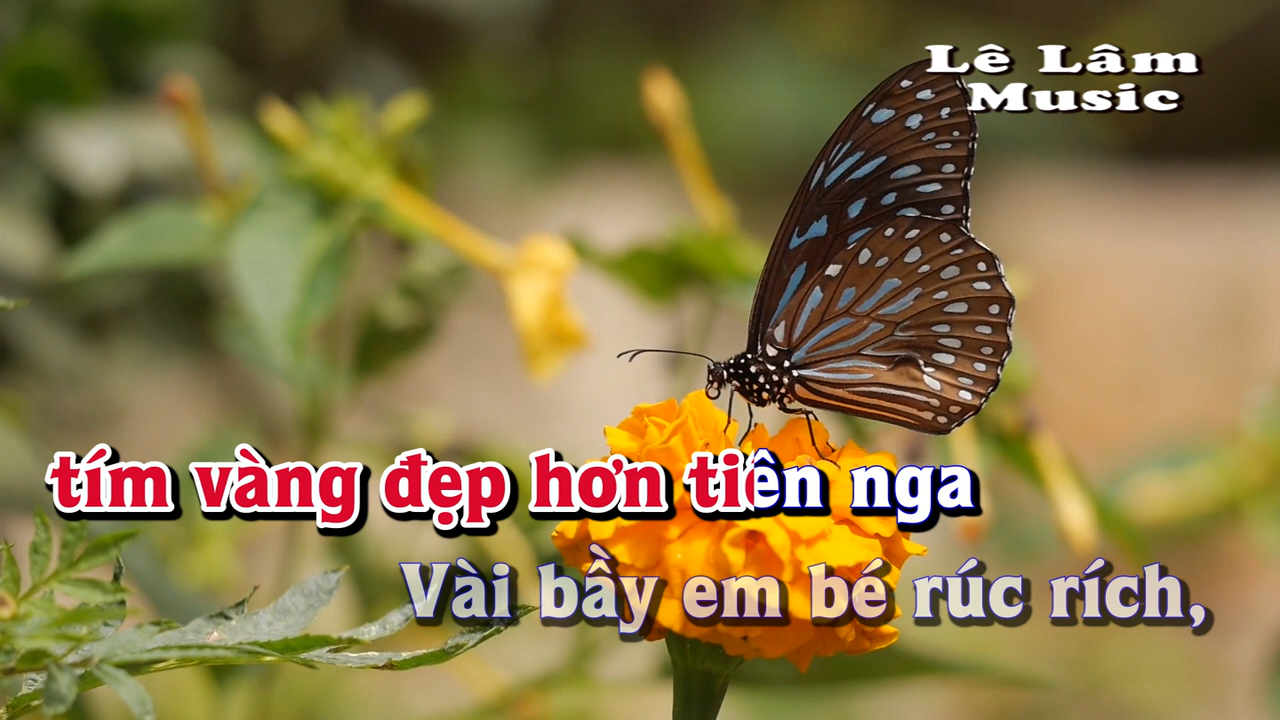 Lê Lâm
Music
tím vàng đẹp hơn tiên nga
Vài bầy em bé rúc rích,